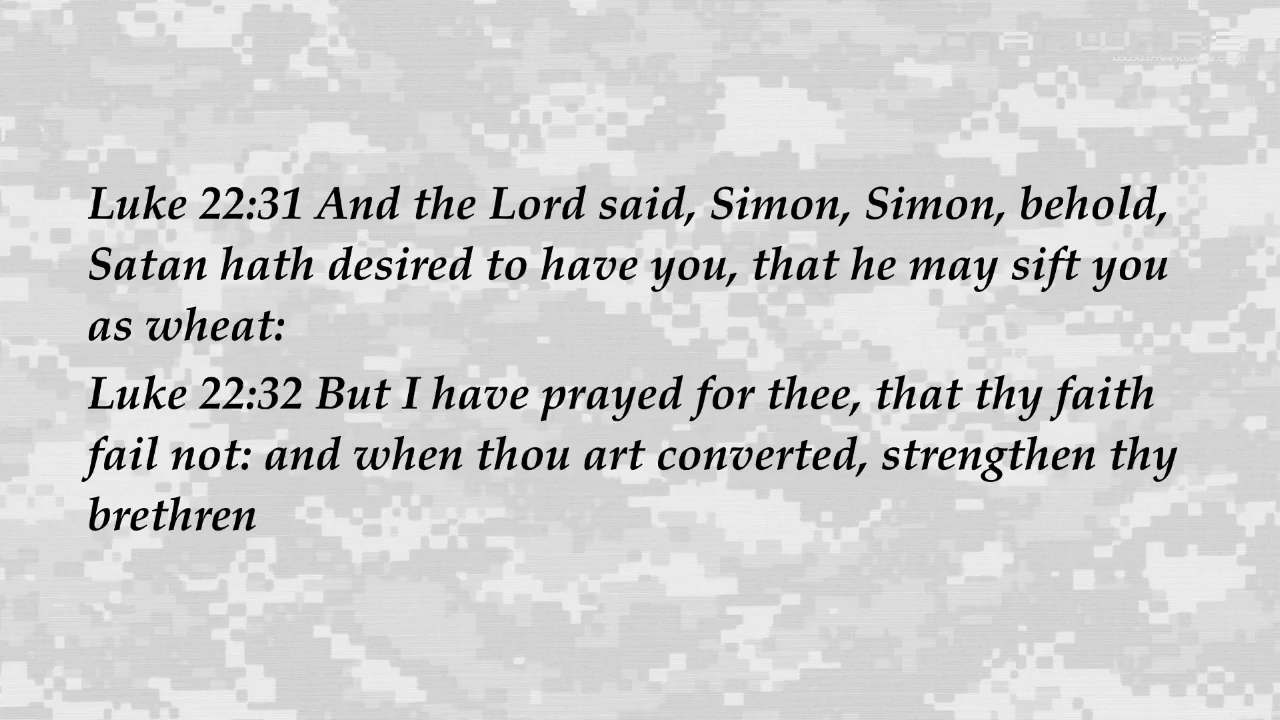 Luke 22:31 And the Lord said, Simon, Simon, behold,
Satan hath desired to have you, that he may sift you
as wheat:
Luke 22:32 But I have prayed for thee, that thy faith
fail not: and when thou art converted, strengthen thy
brethren